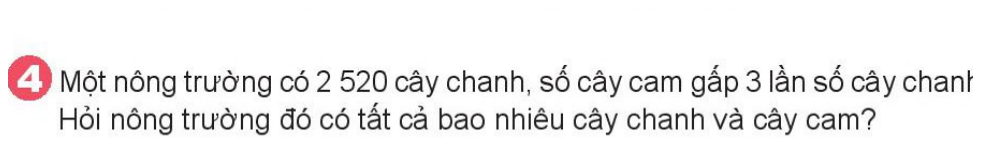 4 Một nông trường có 2 520 cây chanh, số cây cam gấp 3 lần số cây chanh
Hỏi nông trường đó có tất cả bao nhiêu cây chanh và cây cam?